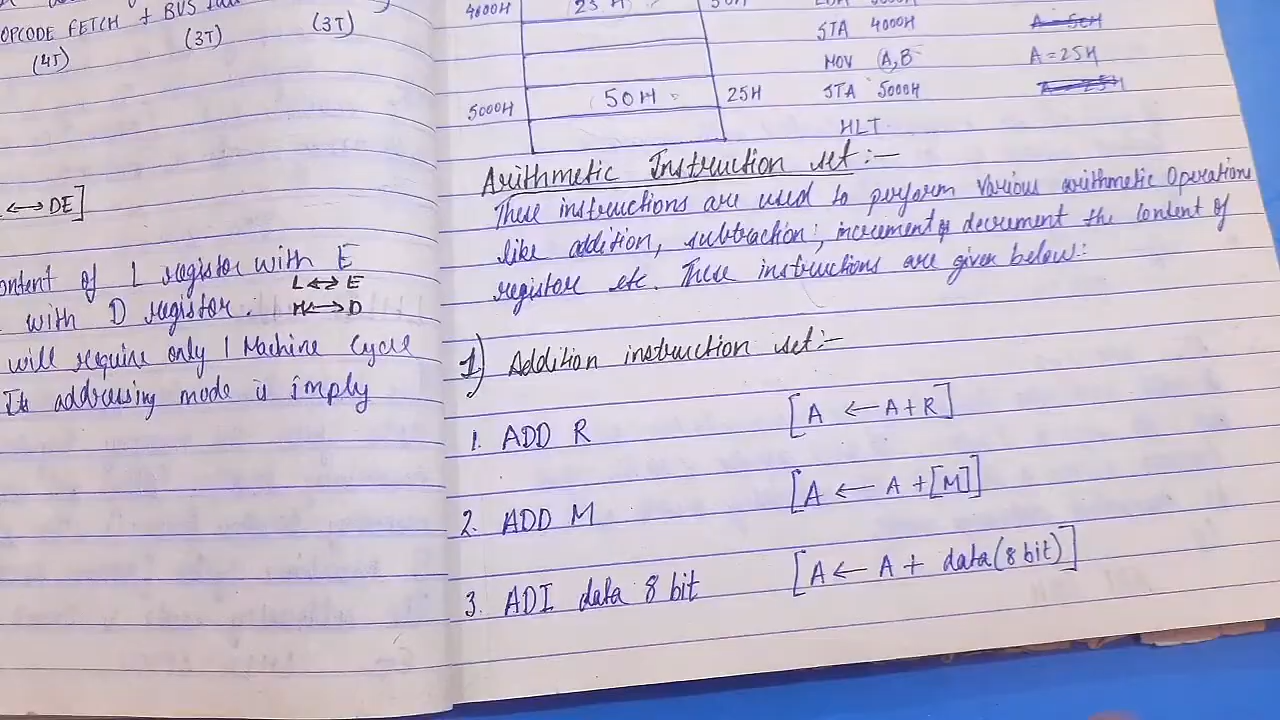 OPCODE FETCH + BUS
(4T) (3T) (3T)
←→ DE]
content of L register with E
L ←→ E
with D register. H ←→ D
will require only 1 Machine Cycle
Its addressing mode is imply
4000H 25H 50H
STA 4000H A = 50H
MOV A,B A = 25H
5000H 50H 25H STA 5000H A = 25H
HLT
Arithmetic Instruction set :-
These instructions are used to perform various arithmetic operations
like addition, subtraction, increment & decrement the content of
register etc. These instructions are given below:
1) Addition instruction set :-
1. ADD R [A ← A + R]
2. ADD M [A ← A + [M]]
3. ADI data 8 bit [A ← A + data (8 bit)]